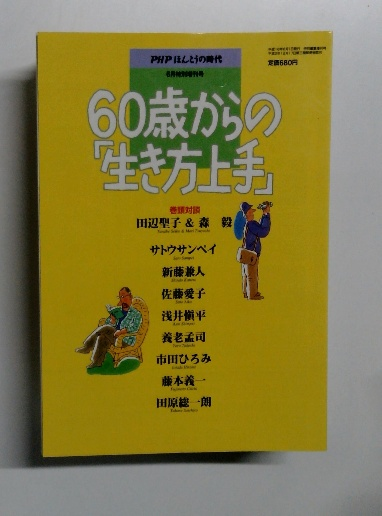 PHPほんとうの時代
6月特別増刊号
定価660円
60歳からの
「生き方上手」
巻頭対談
田辺聖子 & 森 毅
サトウサンペイ
新藤兼人
佐藤愛子
浅井愼平
養老孟司
市田ひろみ
藤本義一
田原総一朗